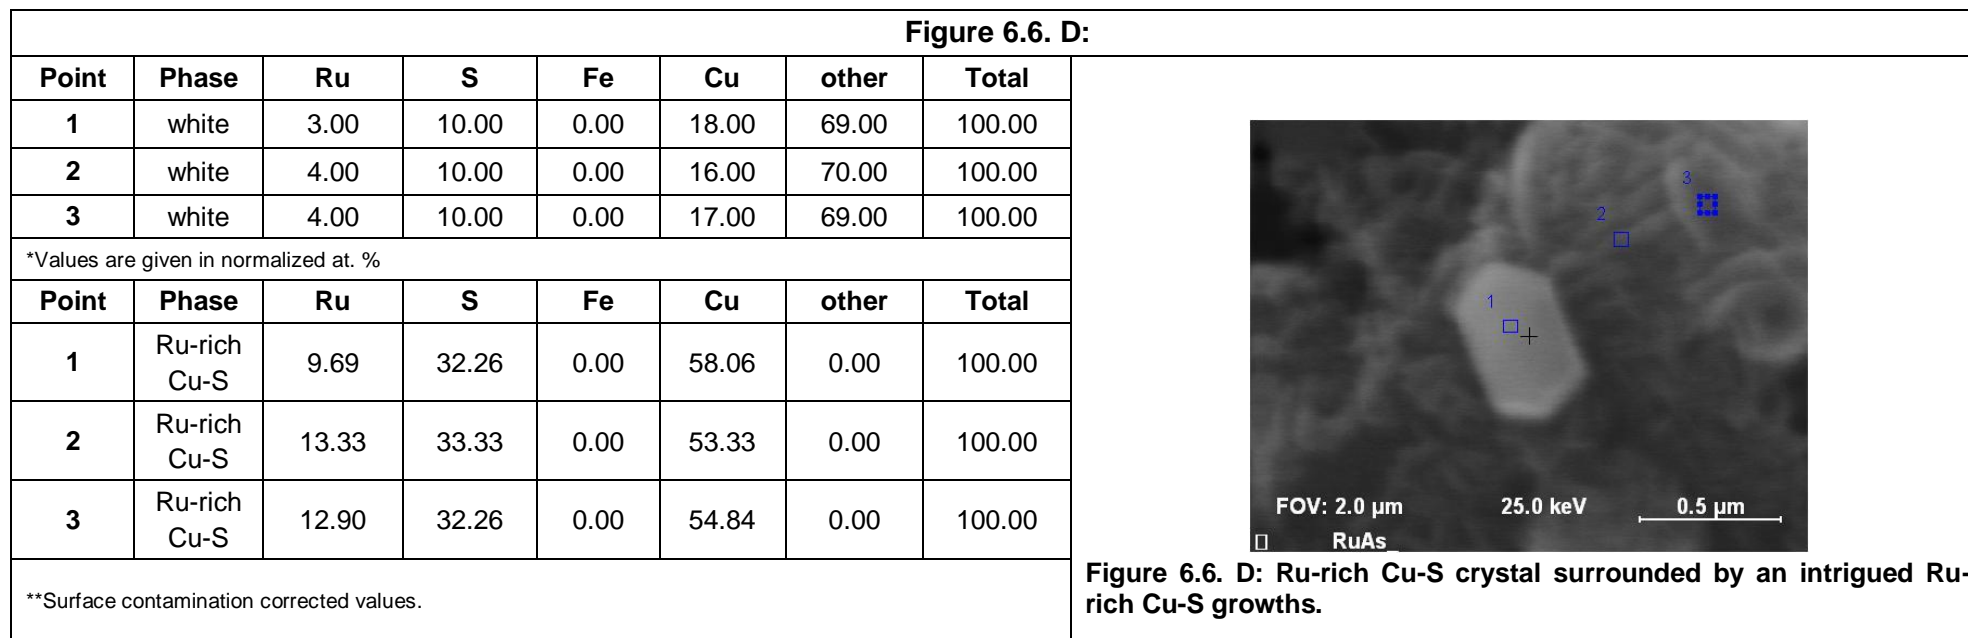 Figure 6.6. D:
Point Phase Ru S Fe Cu other Total
1 white 3.00 10.00 0.00 18.00 69.00 100.00
2 white 4.00 10.00 0.00 16.00 70.00 100.00
3 white 4.00 10.00 0.00 17.00 69.00 100.00
*Values are given in normalized at. %
Point Phase Ru S Fe Cu other Total
1 Ru-rich Cu-S 9.69 32.26 0.00 58.06 0.00 100.00
2 Ru-rich Cu-S 13.33 33.33 0.00 53.33 0.00 100.00
3 Ru-rich Cu-S 12.90 32.26 0.00 54.84 0.00 100.00
**Surface contamination corrected values.
3
2
1
FOV: 2.0 µm 25.0 keV 0.5 µm
RuAs_
Figure 6.6. D: Ru-rich Cu-S crystal surrounded by an intrigued Ru-
rich Cu-S growths.